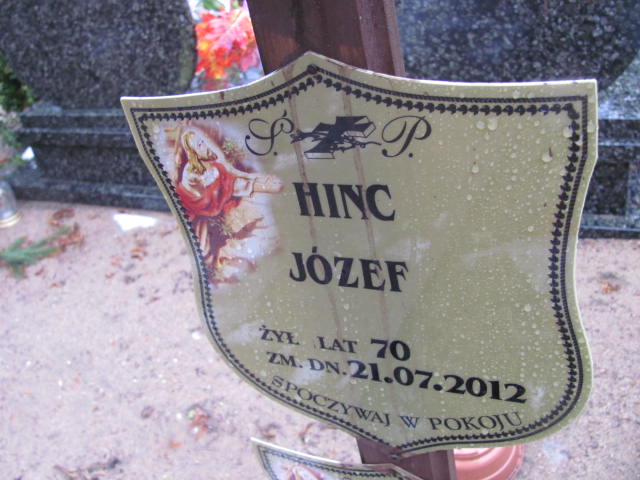 Ś. P.
HINC
JÓZEF
ŻYŁ LAT 70
ZM. DN. 21.07.2012
SPOCZYWAJ W POKOJU